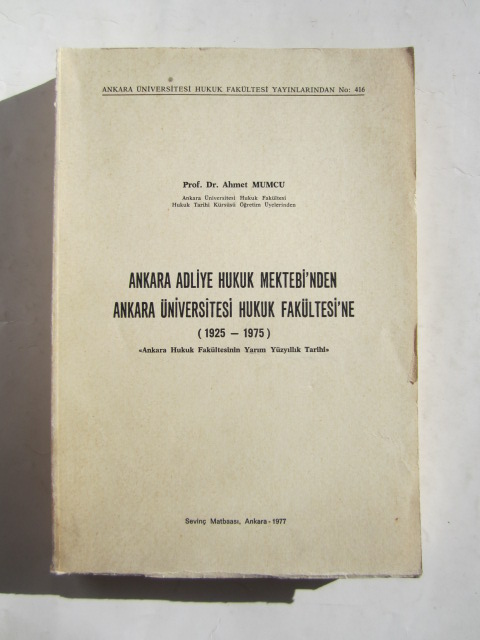 ANKARA ÜNİVERSİTESİ HUKUK FAKÜLTESİ YAYINLARINDAN No: 416
Prof. Dr. Ahmet MUMCU
Ankara Üniversitesi Hukuk Fakültesi
Hukuk Tarihi Kürsüsü Öğretim Üyelerinden
ANKARA ADLİYE HUKUK MEKTEBİ'NDEN
ANKARA ÜNİVERSİTESİ HUKUK FAKÜLTESİ'NE
( 1925 – 1975 )
«Ankara Hukuk Fakültesinin Yarım Yüzyıllık Tarihi»
Sevinç Matbaası, Ankara - 1977